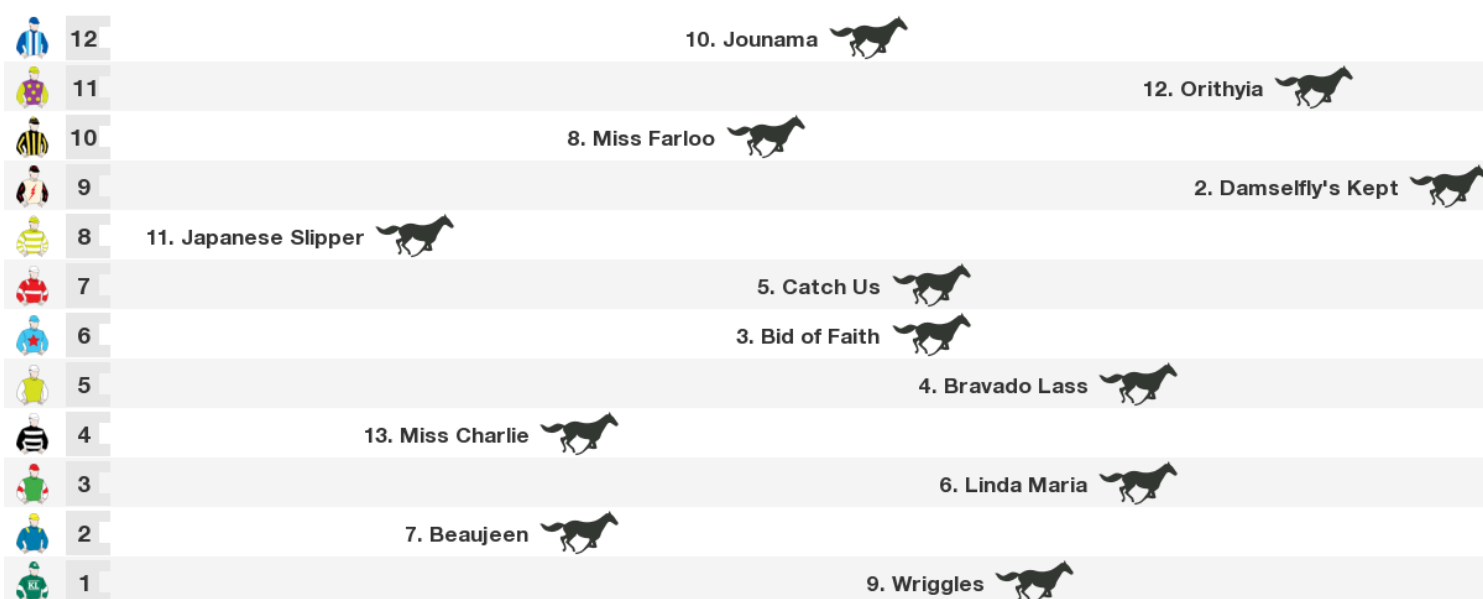 12 10. Jounama
11 12. Orithyia
10 8. Miss Farloo
9 2. Damselfly's Kept
8 11. Japanese Slipper
7 5. Catch Us
6 3. Bid of Faith
5 4. Bravado Lass
4 13. Miss Charlie
3 6. Linda Maria
2 7. Beaujeen
KL 1 9. Wriggles